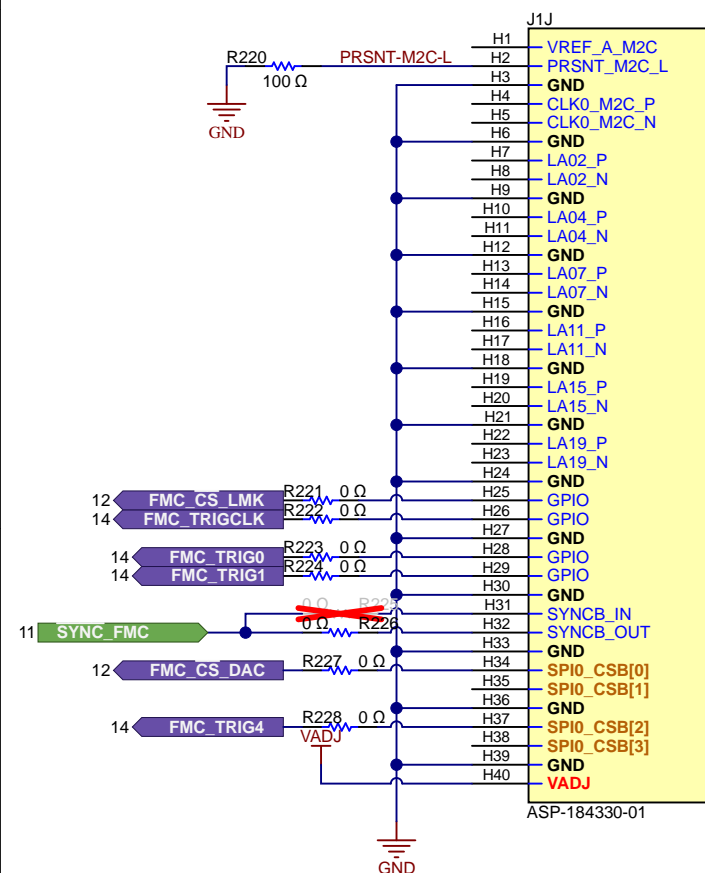 J1J
H1 VREF_A_M2C
R220 PRSNT-M2C-L H2 PRSNT_M2C_L
100 Ω
GND
H3 GND
H4 CLK0_M2C_P
H5 CLK0_M2C_N
H6 GND
H7 LA02_P
H8 LA02_N
H9 GND
H10 LA04_P
H11 LA04_N
H12 GND
H13 LA07_P
H14 LA07_N
H15 GND
H16 LA11_P
H17 LA11_N
H18 GND
H19 LA15_P
H20 LA15_N
H21 GND
H22 LA19_P
H23 LA19_N
H24 GND
12 FMC_CS_LMK R221 0 Ω H25 GPIO
14 FMC_TRIGCLK R222 0 Ω H26 GPIO
H27 GND
14 FMC_TRIG0 R223 0 Ω H28 GPIO
14 FMC_TRIG1 R224 0 Ω H29 GPIO
H30 GND
0 Ω R225 H31 SYNCB_IN
11 SYNC_FMC 0 Ω R226 H32 SYNCB_OUT
H33 GND
12 FMC_CS_DAC R227 0 Ω H34 SPI0_CSB[0]
H35 SPI0_CSB[1]
H36 GND
14 FMC_TRIG4 R228 0 Ω H37 SPI0_CSB[2]
VADJ
H38 SPI0_CSB[3]
H39 GND
H40 VADJ
ASP-184330-01
GND